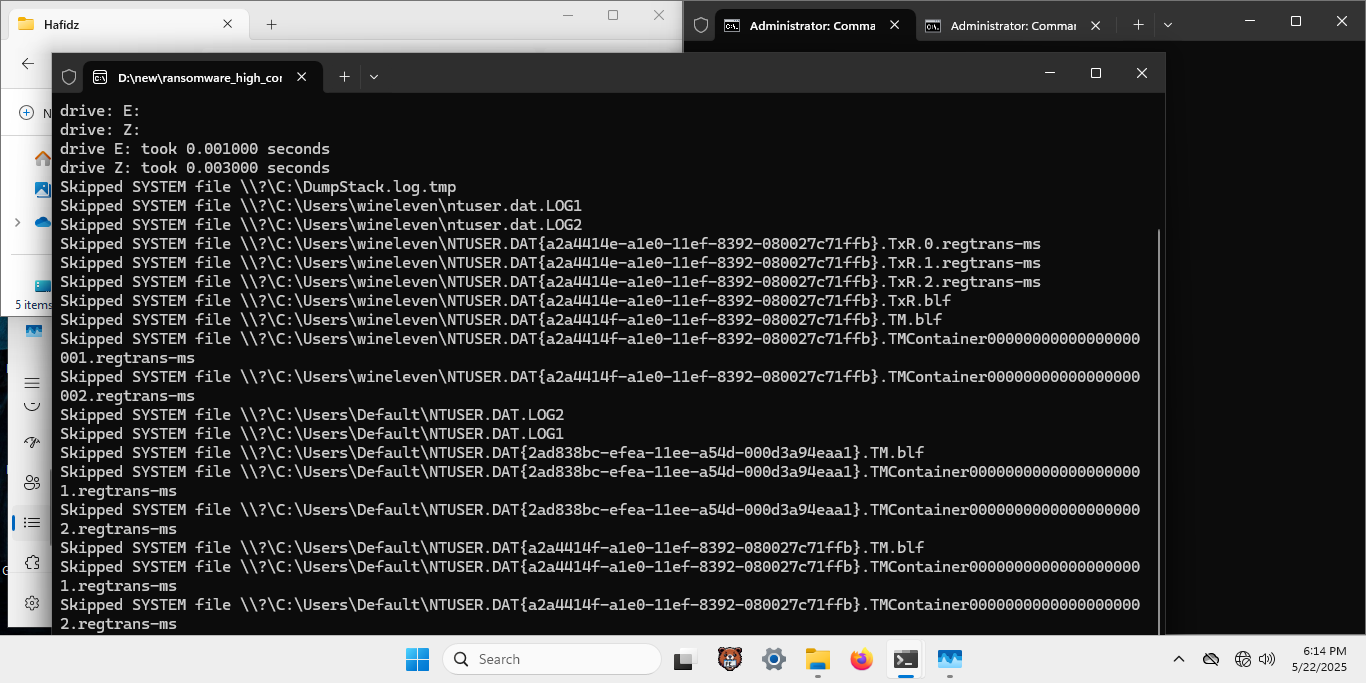 Hafidz
Administrator: Comma
Administrator: Commar
D:\new\ransomware_high_cor
N
drive: E:
drive: Z:
drive E: took 0.001000 seconds
drive Z: took 0.003000 seconds
Skipped SYSTEM file \\?\C:\DumpStack.log.tmp
Skipped SYSTEM file \\?\C:\Users\wineleven\ntuser.dat.LOG1
Skipped SYSTEM file \\?\C:\Users\wineleven\ntuser.dat.LOG2
Skipped SYSTEM file \\?\C:\Users\wineleven\NTUSER.DAT{a2a4414e-a1e0-11ef-8392-080027c71ffb}.TxR.0.regtrans-ms
Skipped SYSTEM file \\?\C:\Users\wineleven\NTUSER.DAT{a2a4414e-a1e0-11ef-8392-080027c71ffb}.TxR.1.regtrans-ms
Skipped SYSTEM file \\?\C:\Users\wineleven\NTUSER.DAT{a2a4414e-a1e0-11ef-8392-080027c71ffb}.TxR.2.regtrans-ms
Skipped SYSTEM file \\?\C:\Users\wineleven\NTUSER.DAT{a2a4414e-a1e0-11ef-8392-080027c71ffb}.TxR.blf
Skipped SYSTEM file \\?\C:\Users\wineleven\NTUSER.DAT{a2a4414f-a1e0-11ef-8392-080027c71ffb}.TM.blf
Skipped SYSTEM file \\?\C:\Users\wineleven\NTUSER.DAT{a2a4414f-a1e0-11ef-8392-080027c71ffb}.TMContainer00000000000000000
001.regtrans-ms
Skipped SYSTEM file \\?\C:\Users\wineleven\NTUSER.DAT{a2a4414f-a1e0-11ef-8392-080027c71ffb}.TMContainer00000000000000000
002.regtrans-ms
Skipped SYSTEM file \\?\C:\Users\Default\NTUSER.DAT.LOG2
Skipped SYSTEM file \\?\C:\Users\Default\NTUSER.DAT.LOG1
Skipped SYSTEM file \\?\C:\Users\Default\NTUSER.DAT{2ad838bc-efea-11ee-a54d-000d3a94eaa1}.TM.blf
Skipped SYSTEM file \\?\C:\Users\Default\NTUSER.DAT{2ad838bc-efea-11ee-a54d-000d3a94eaa1}.TMContainer0000000000000000000
1.regtrans-ms
Skipped SYSTEM file \\?\C:\Users\Default\NTUSER.DAT{2ad838bc-efea-11ee-a54d-000d3a94eaa1}.TMContainer0000000000000000000
2.regtrans-ms
Skipped SYSTEM file \\?\C:\Users\Default\NTUSER.DAT{a2a4414f-a1e0-11ef-8392-080027c71ffb}.TM.blf
Skipped SYSTEM file \\?\C:\Users\Default\NTUSER.DAT{a2a4414f-a1e0-11ef-8392-080027c71ffb}.TMContainer0000000000000000000
1.regtrans-ms
Skipped SYSTEM file \\?\C:\Users\Default\NTUSER.DAT{a2a4414f-a1e0-11ef-8392-080027c71ffb}.TMContainer0000000000000000000
2.regtrans-ms
5 items
Search
6:14 PM
5/22/2025